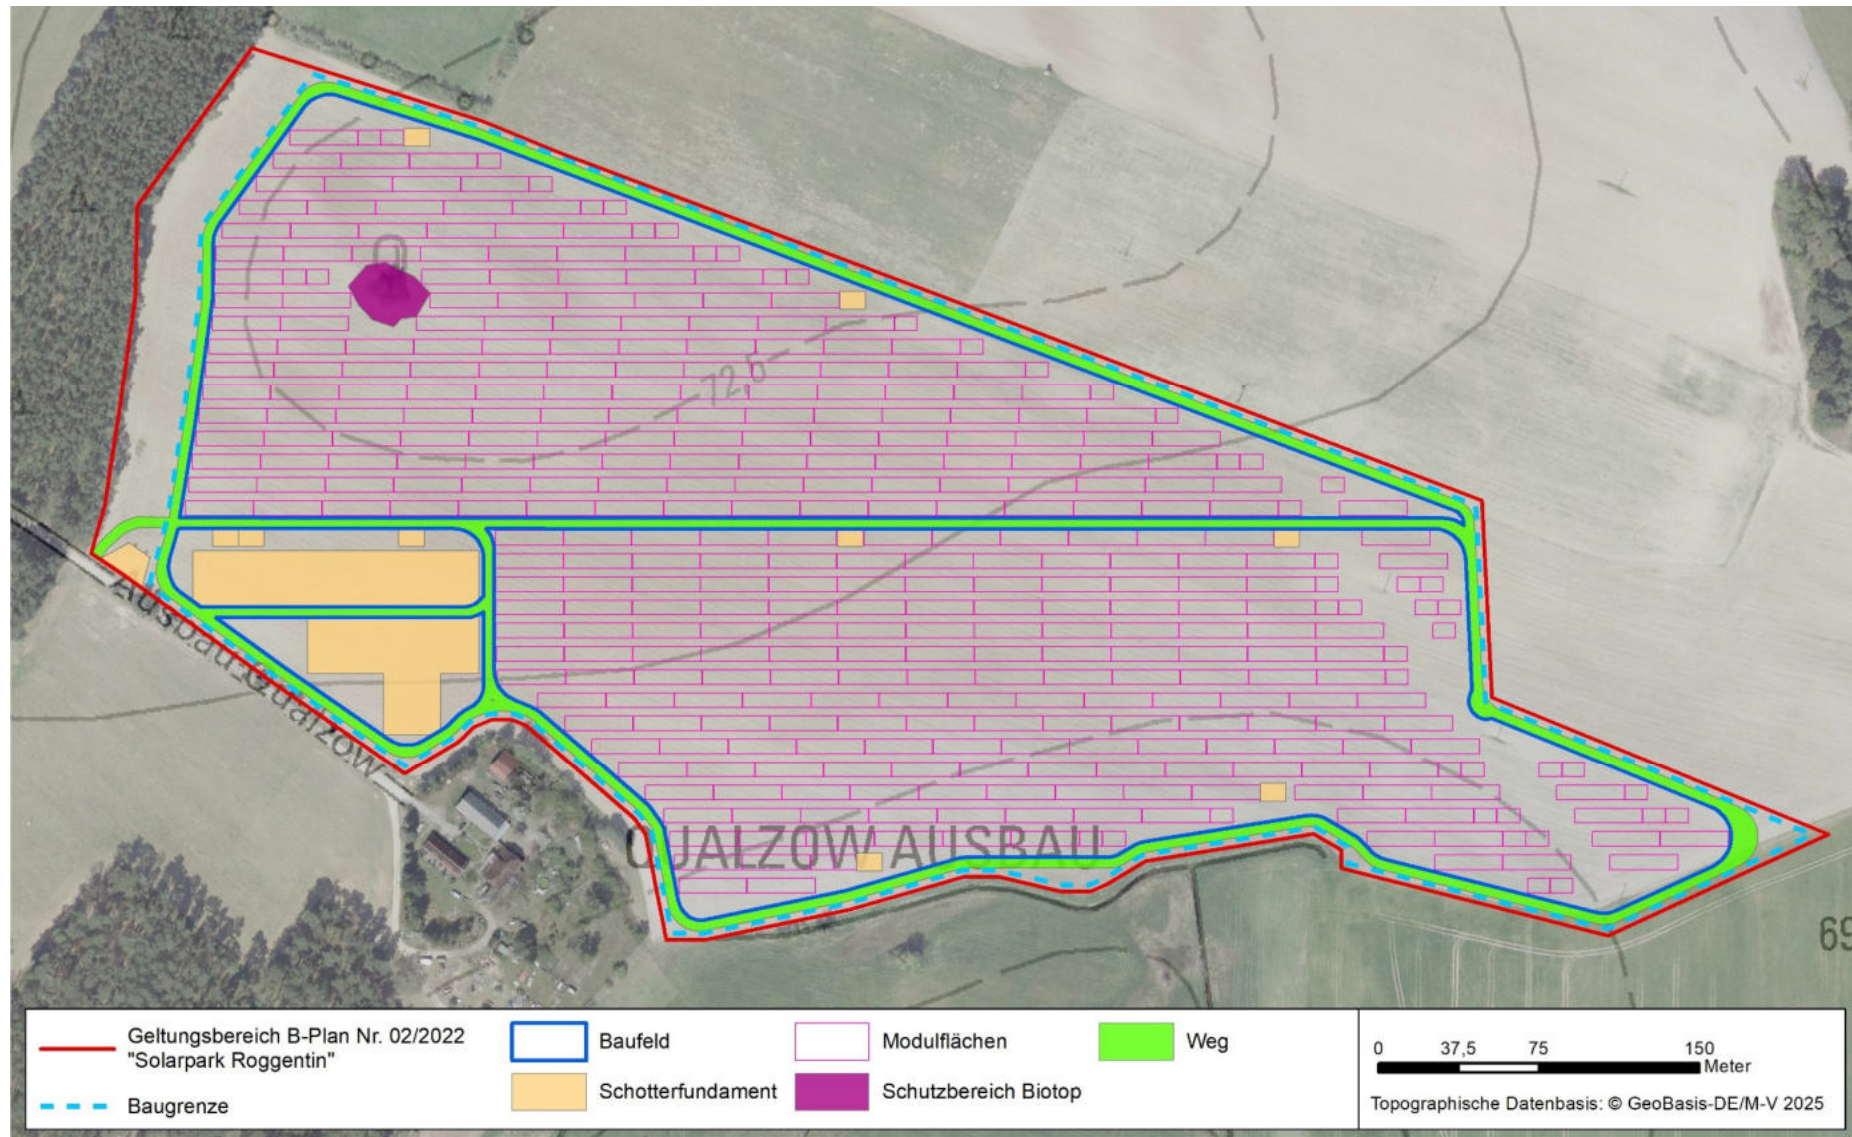 72,5
Ausbau-Qualzow
QUALZOW AUSBAU
69
Geltungsbereich B-Plan Nr. 02/2022
"Solarpark Roggentin"
Baugrenze
Baufeld
Schotterfundament
Modulflächen
Schutzbereich Biotop
Weg
0 37,5 75 150
Meter
Topographische Datenbasis: © GeoBasis-DE/M-V 2025